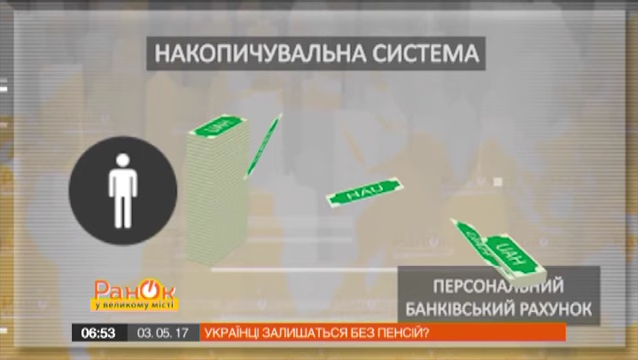 НАКОПИЧУВАЛЬНА СИСТЕМА
UAH
UAH
UAH
ПЕРСОНАЛЬНИЙ
БАНКІВСЬКИЙ РАХУНОК
РАНОК
у великому місті
06:53 03.05.17 УКРАЇНЦІ ЗАЛИШАТЬСЯ БЕЗ ПЕНСІЙ?